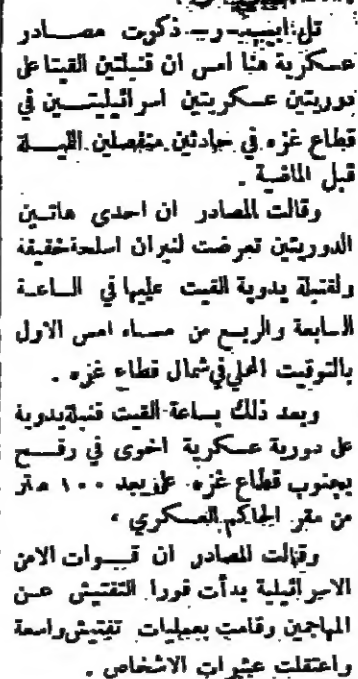 تل ابيب - ر - ذكرت مصادر
عسكرية هنا امس ان قنبلتين القيتا على
دوريتين عسكريتين اسرائيليتين في
قطاع غزه في حادثين منفصلين الليلة
قبل الماضية .
وقالت المصادر ان احدى هاتين
الدوريتين تعرضت لنيران اسلحة خفيفة
ولقنبلة يدوية القيت عليها في الساعة
السابعة والربع من مساء امس الاول
بالتوقيت المحلي في شمال قطاع غزه .
وبعد ذلك بساعة القيت قنبلة يدوية
على دورية عسكرية اخرى في رفح
بجنوب قطاع غزه على بعد ١٠٠ متر
من مقر الحاكم العسكري ،
وقالت المصادر ان قوات الامن
الاسرائيلية بدأت فورا التفتيش عن
المهاجمين وقامت بعمليات تفتيش واسعة
واعتقلت عشرات الاشخاص .